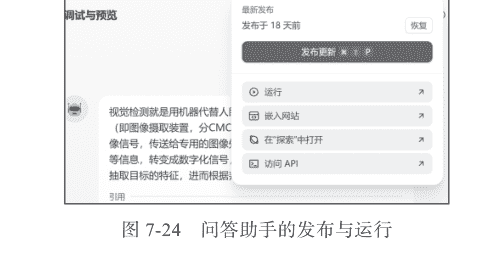 调试与预览
最新发布
发布于 18 天前
恢复
发布更新 ⌘ ⇧ P
运行
嵌入网站
在"探索"中打开
访问 API
视觉检测就是用机器代替人
（即图像摄取装置，分CMC
像信号，传送给专用的图像
等信息，转变成数字化信号，
抽取目标的特征，进而根据
引用
图 7-24 问答助手的发布与运行